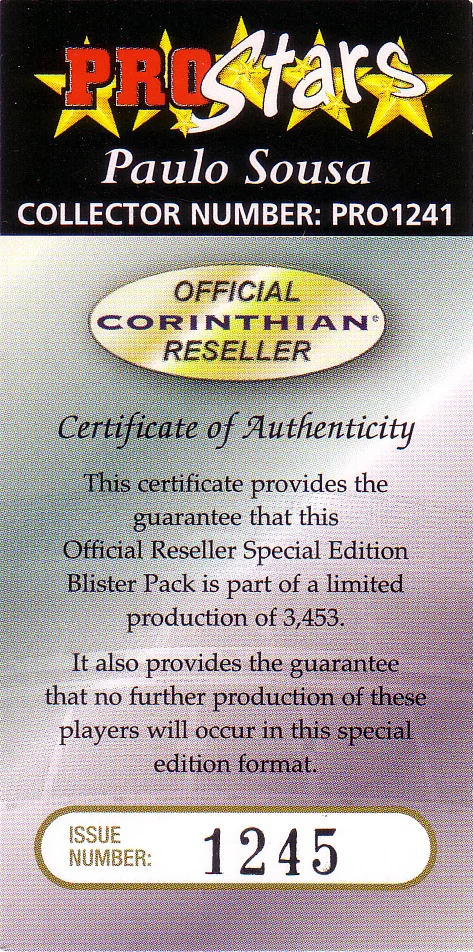 PROStars
Paulo Sousa
COLLECTOR NUMBER: PRO1241
OFFICIAL
CORINTHIAN®
RESELLER
Certificate of Authenticity
This certificate provides the
guarantee that this
Official Reseller Special Edition
Blister Pack is part of a limited
production of 3,453.
It also provides the guarantee
that no further production of these
players will occur in this special
edition format.
ISSUE
NUMBER: 1245